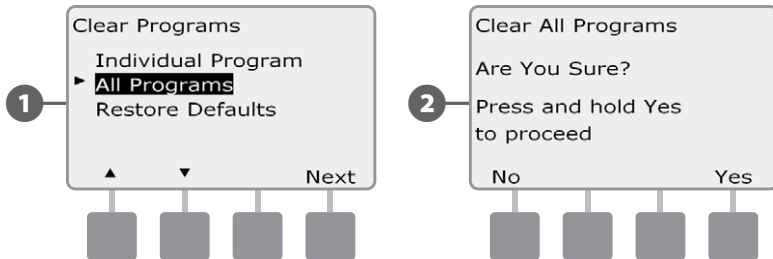 1
Clear Programs
Individual Program
► All Programs
Restore Defaults
▲ ▼ Next
2
Clear All Programs
Are You Sure?
Press and hold Yes
to proceed
No Yes